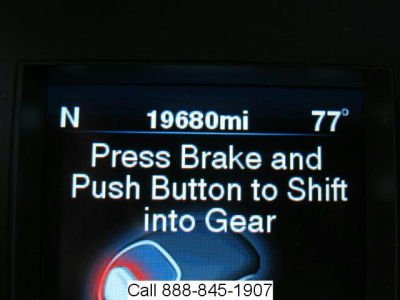 N 19680mi 77°
Press Brake and
Push Button to Shift
into Gear
Call 888-845-1907